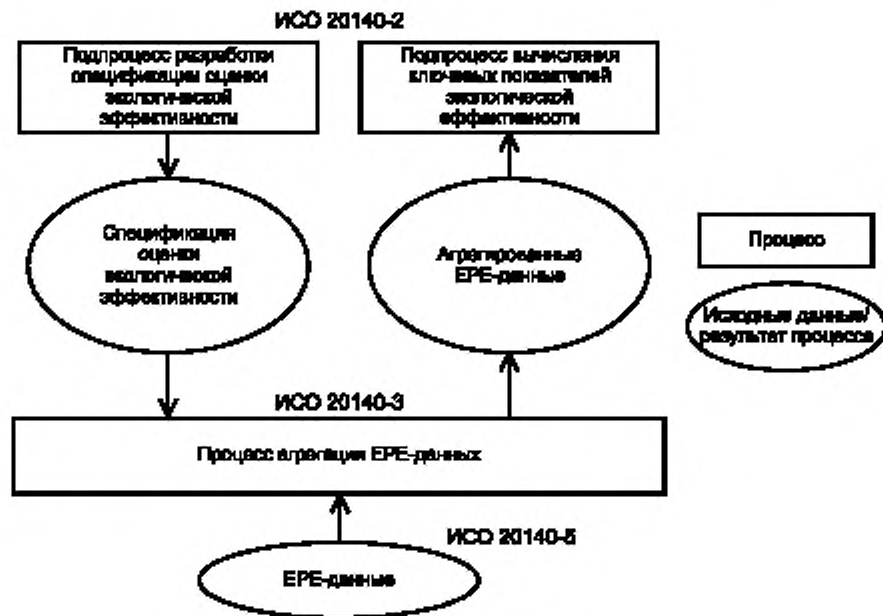 ИСО 20140-2
Подпроцесс разработки
спецификации оценки
экологической
эффективности
Подпроцесс вычисления
ключевых показателей
экологической
эффективности
Спецификация
оценки
экологической
эффективности
Агрегированные
EPE-данные
Процесс
Исходные данные/
результат процесса
ИСО 20140-3
Процесс агрегации EPE-данных
ИСО 20140-5
EPE-данные